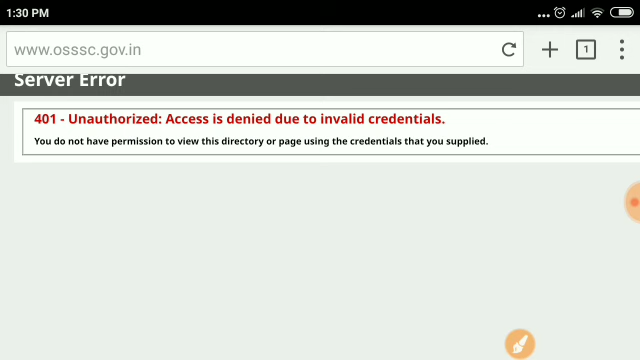 1:30 PM
www.osssc.gov.in
1
Server Error
401 - Unauthorized: Access is denied due to invalid credentials.
You do not have permission to view this directory or page using the credentials that you supplied.